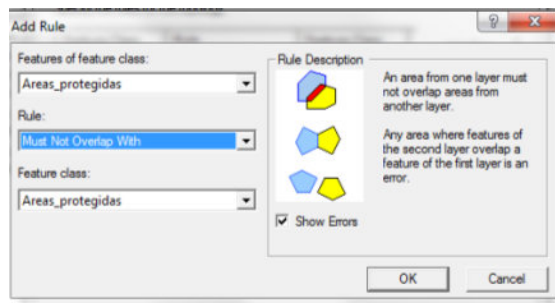 Add Rule
Features of feature class:
Areas_protegidas
Rule:
Must Not Overlap With
Feature class:
Areas_protegidas
Rule Description
An area from one layer must
not overlap areas from
another layer.
Any area where features of
the second layer overlap a
feature of the first layer is an
error.
Show Errors
OK
Cancel